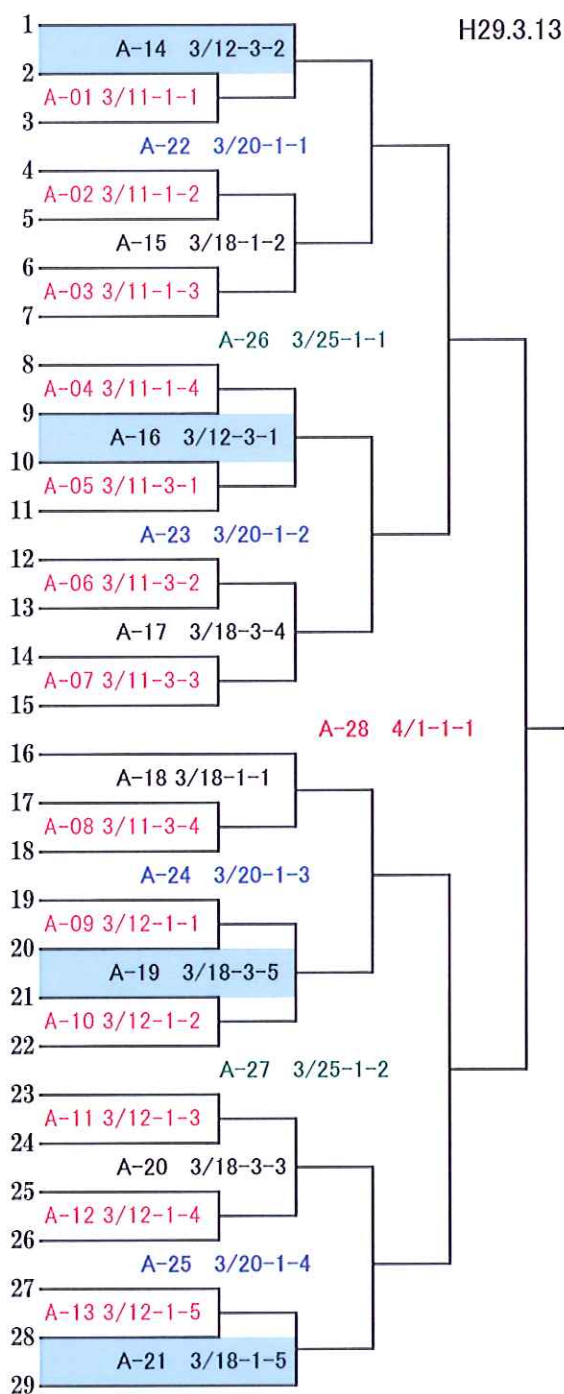 H29.3.13
1
A-14 3/12-3-2
2
A-01 3/11-1-1
3
A-22 3/20-1-1
4
A-02 3/11-1-2
5
A-15 3/18-1-2
6
A-03 3/11-1-3
7
A-26 3/25-1-1
8
A-04 3/11-1-4
9
A-16 3/12-3-1
10
A-05 3/11-3-1
11
A-23 3/20-1-2
12
A-06 3/11-3-2
13
A-17 3/18-3-4
14
A-07 3/11-3-3
15
A-28 4/1-1-1
16
A-18 3/18-1-1
17
A-08 3/11-3-4
18
A-24 3/20-1-3
19
A-09 3/12-1-1
20
A-19 3/18-3-5
21
A-10 3/12-1-2
22
A-27 3/25-1-2
23
A-11 3/12-1-3
24
A-20 3/18-3-3
25
A-12 3/12-1-4
26
A-25 3/20-1-4
27
A-13 3/12-1-5
28
A-21 3/18-1-5
29